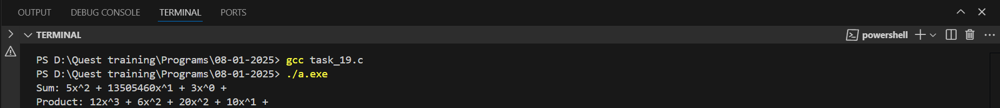 OUTPUT DEBUG CONSOLE TERMINAL PORTS
TERMINAL powershell
PS D:\Quest training\Programs\08-01-2025> gcc task_19.c
PS D:\Quest training\Programs\08-01-2025> ./a.exe
Sum: 5x^2 + 13505460x^1 + 3x^0 +
Product: 12x^3 + 6x^2 + 20x^2 + 10x^1 +